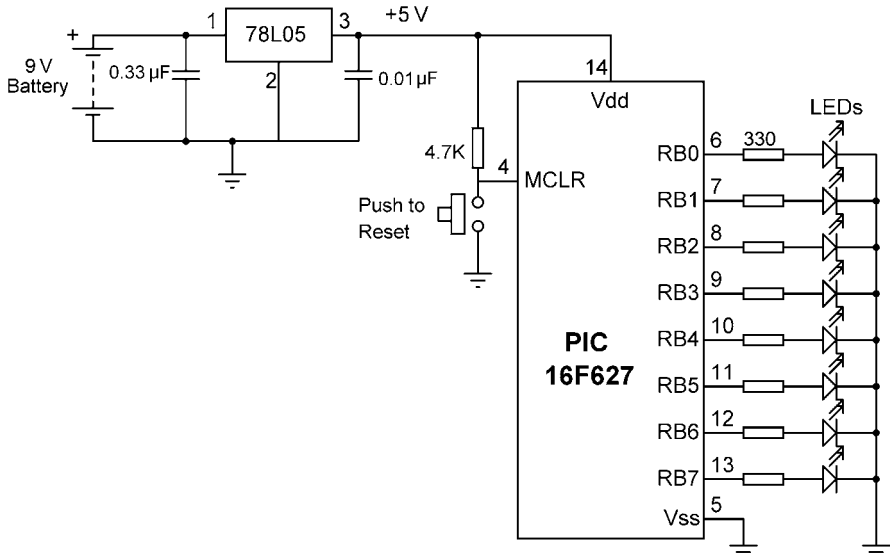 1
78L05
3
+5 V
2
+
9 V
Battery
0.33 µF
0.01 µF
14
Vdd
LEDs
4.7K
4
MCLR
Push to
Reset
RB0
6
330
RB1
7
RB2
8
RB3
9
RB4
10
RB5
11
RB6
12
RB7
13
PIC
16F627
Vss
5